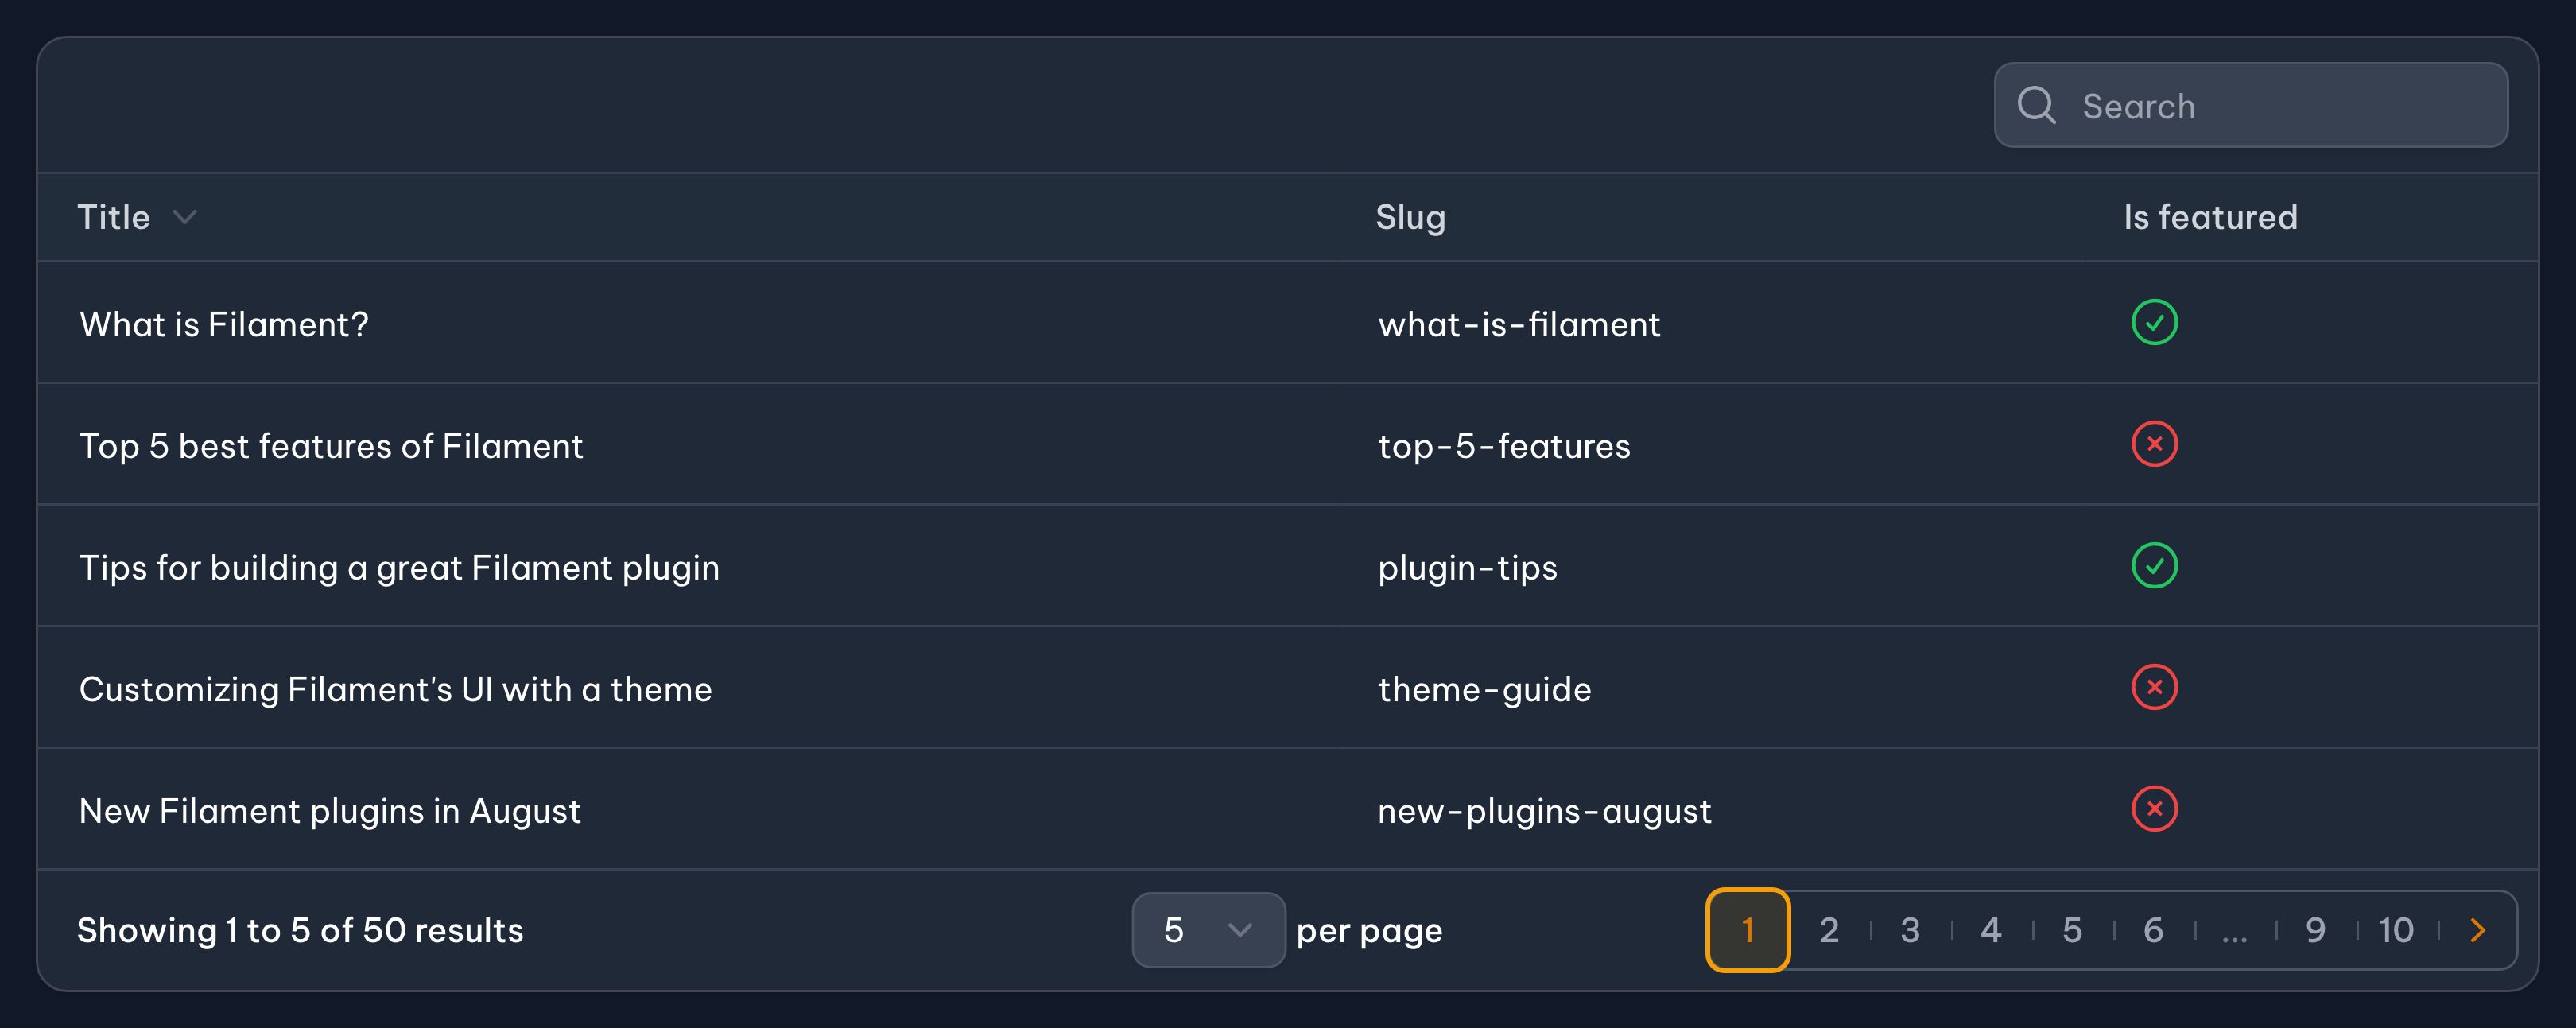 Search
Title Slug Is featured
What is Filament? what-is-filament
Top 5 best features of Filament top-5-features
Tips for building a great Filament plugin plugin-tips
Customizing Filament's UI with a theme theme-guide
New Filament plugins in August new-plugins-august
Showing 1 to 5 of 50 results 5 per page 1 2 3 4 5 6 ... 9 10